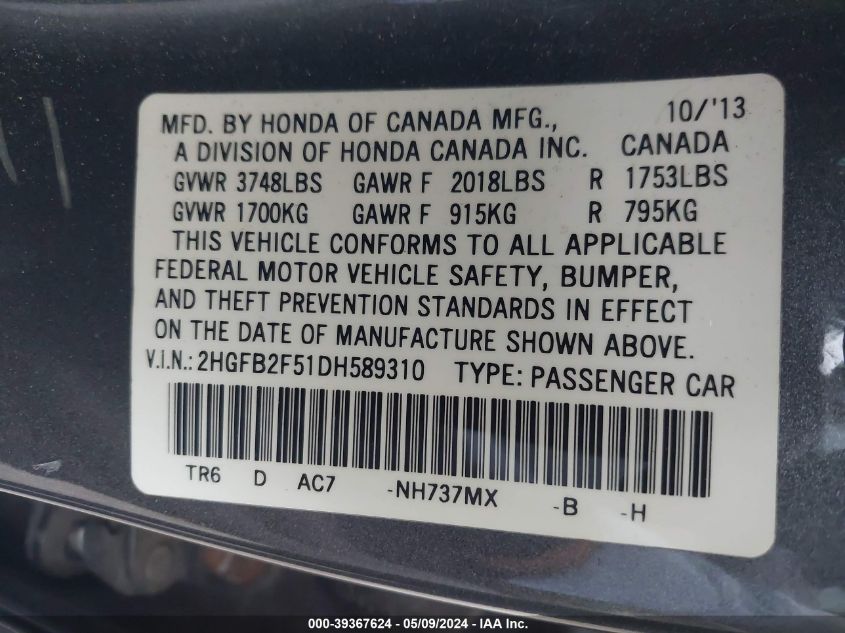 MFD. BY HONDA OF CANADA MFG., 10/'13
A DIVISION OF HONDA CANADA INC. CANADA
GVWR 3748LBS GAWR F 2018LBS R 1753LBS
GVWR 1700KG GAWR F 915KG R 795KG
THIS VEHICLE CONFORMS TO ALL APPLICABLE
FEDERAL MOTOR VEHICLE SAFETY, BUMPER,
AND THEFT PREVENTION STANDARDS IN EFFECT
ON THE DATE OF MANUFACTURE SHOWN ABOVE.
V.I.N.: 2HGFB2F51DH589310 TYPE: PASSENGER CAR
TR6 D AC7 -NH737MX -B -H
000-39367624 - 05/09/2024 - IAA Inc.